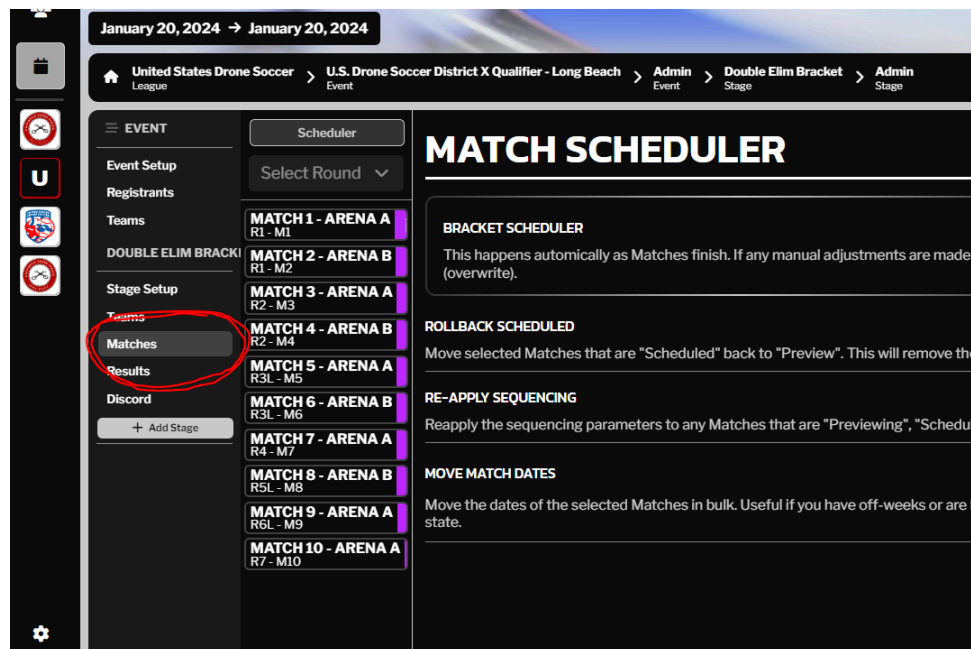 January 20, 2024 → January 20, 2024
United States Drone Soccer > U.S. Drone Soccer District X Qualifier - Long Beach > Admin > Double Elim Bracket > Admin
League Event Event Stage Stage
EVENT
Event Setup
Registrants
Teams
DOUBLE ELIM BRACKE
Stage Setup
Teams
Matches
Results
Discord
+ Add Stage
U
Scheduler
Select Round
MATCH 1 - ARENA A
R1 - M1
MATCH 2 - ARENA B
R1 - M2
MATCH 3 - ARENA A
R2 - M3
MATCH 4 - ARENA B
R2 - M4
MATCH 5 - ARENA A
R3L - M5
MATCH 6 - ARENA B
R3L - M6
MATCH 7 - ARENA A
R4 - M7
MATCH 8 - ARENA B
R5L - M8
MATCH 9 - ARENA A
R6L - M9
MATCH 10 - ARENA A
R7 - M10
MATCH SCHEDULER
BRACKET SCHEDULER
This happens automically as Matches finish. If any manual adjustments are made
(overwrite).
ROLLBACK SCHEDULED
Move selected Matches that are "Scheduled" back to "Preview". This will remove the
RE-APPLY SEQUENCING
Reapply the sequencing parameters to any Matches that are "Previewing", "Schedu
MOVE MATCH DATES
Move the dates of the selected Matches in bulk. Useful if you have off-weeks or are
state.